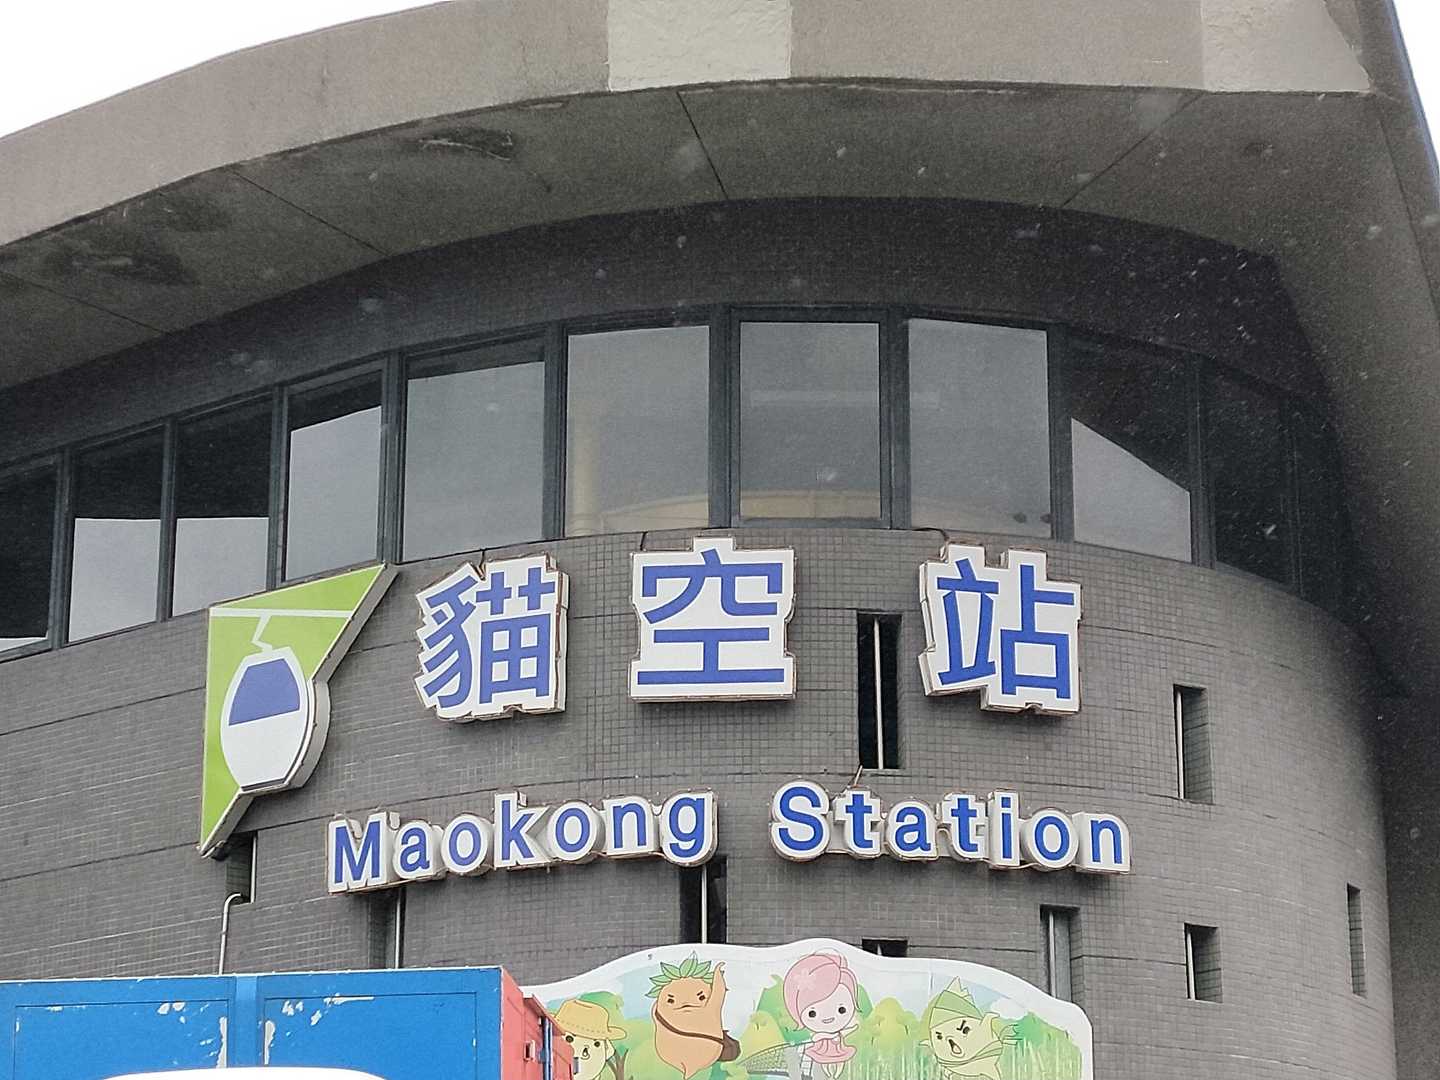 貓空站
Maokong Station